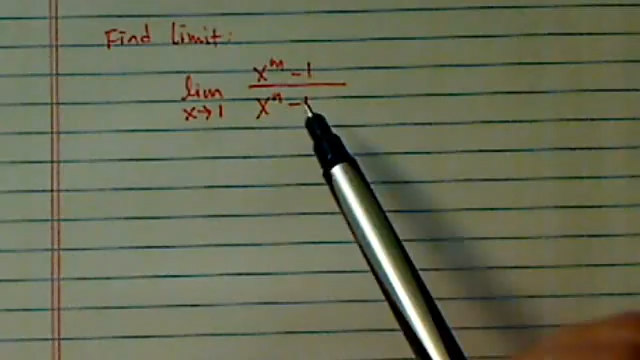 Find Limit:
lim x→1 (x^m - 1)/(x^n - 1)